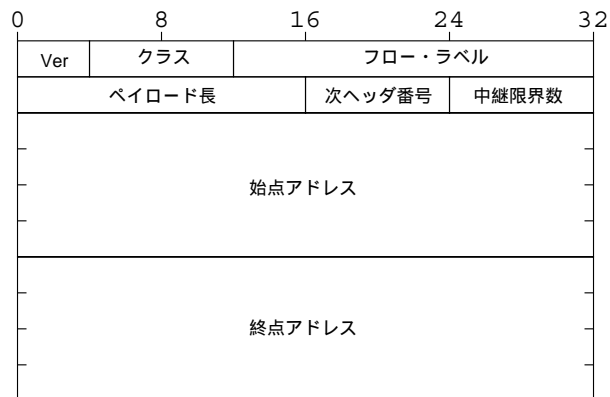 0 8 16 24 32
Ver クラス フロー・ラベル
ペイロード長 次ヘッダ番号 中継限界数
始点アドレス
終点アドレス